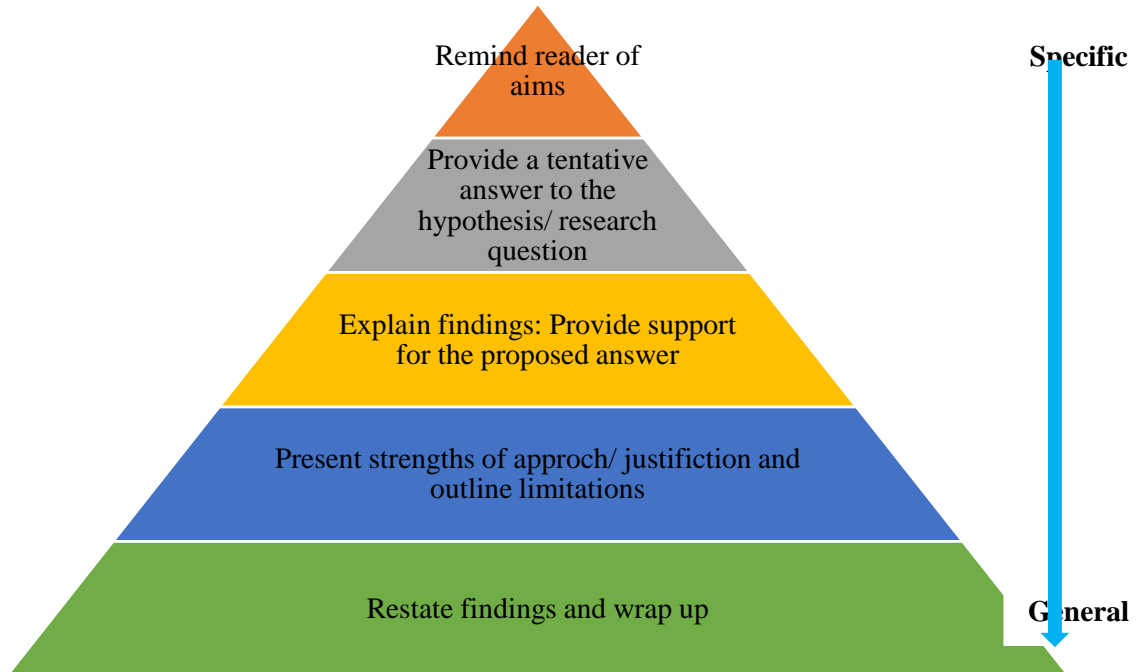 Remind reader of
aims
Specific
Provide a tentative
answer to the
hypothesis/ research
question
Explain findings: Provide support
for the proposed answer
Present strengths of approch/ justifiction and
outline limitations
Restate findings and wrap up
General